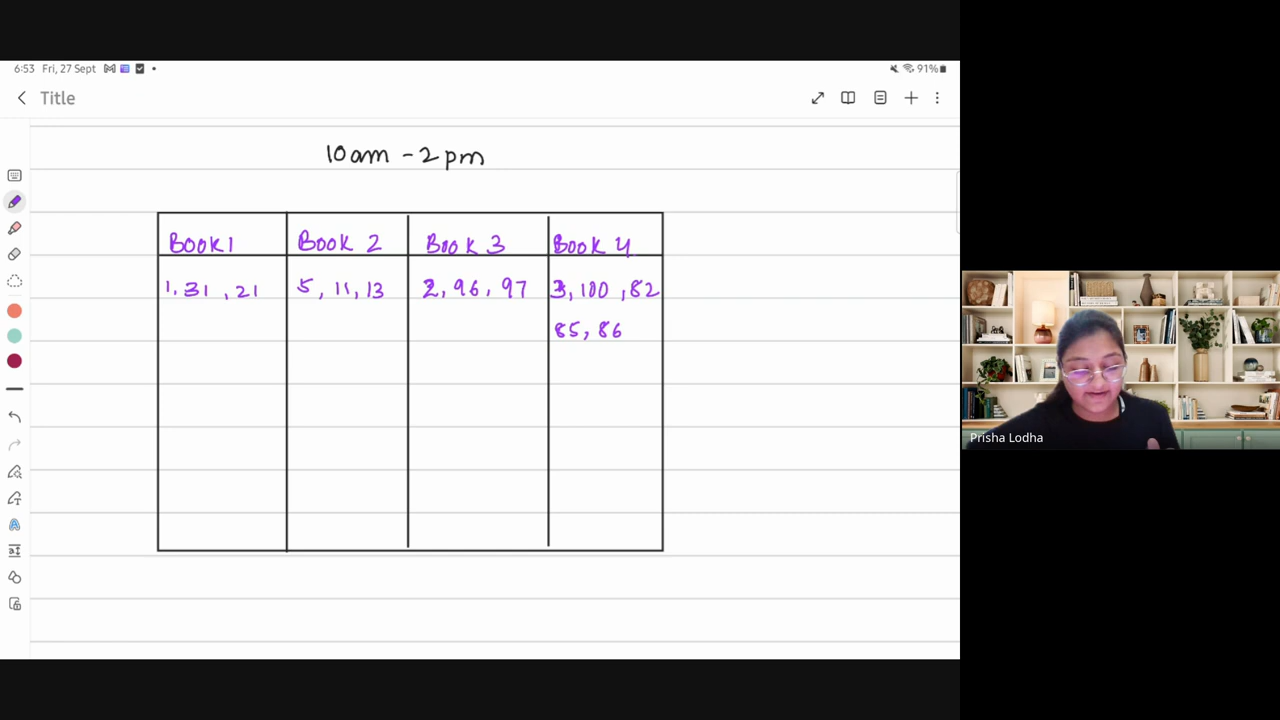 6:53 Fri, 27 Sept
91%
Title
10am - 2pm
Book 1 Book 2 Book 3 Book 4
1, 31, 21 5, 11, 13 2, 96, 97 3, 100, 82
85, 86
Prisha Lodha